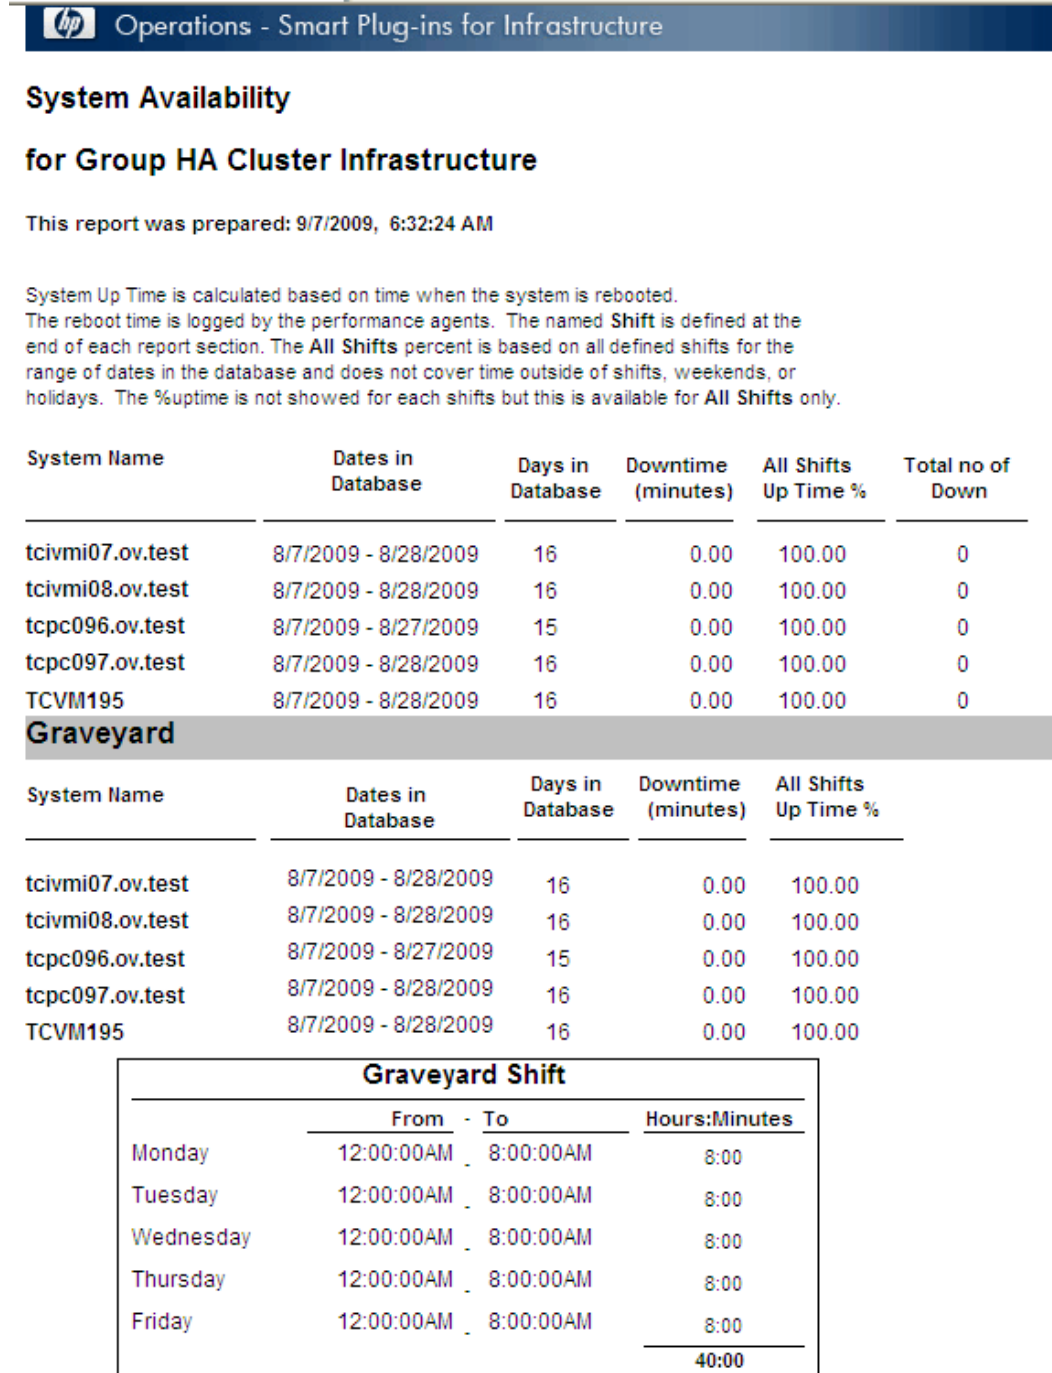 hp Operations - Smart Plug-ins for Infrastructure
System Availability
for Group HA Cluster Infrastructure
This report was prepared: 9/7/2009, 6:32:24 AM
System Up Time is calculated based on time when the system is rebooted.
The reboot time is logged by the performance agents. The named Shift is defined at the
end of each report section. The All Shifts percent is based on all defined shifts for the
range of dates in the database and does not cover time outside of shifts, weekends, or
holidays. The %uptime is not showed for each shifts but this is available for All Shifts only.
System Name Dates in Database Days in Database Downtime (minutes) All Shifts Up Time % Total no of Down
tcivmi07.ov.test 8/7/2009 - 8/28/2009 16 0.00 100.00 0
tcivmi08.ov.test 8/7/2009 - 8/28/2009 16 0.00 100.00 0
tcpc096.ov.test 8/7/2009 - 8/27/2009 15 0.00 100.00 0
tcpc097.ov.test 8/7/2009 - 8/28/2009 16 0.00 100.00 0
TCVM195 8/7/2009 - 8/28/2009 16 0.00 100.00 0
Graveyard
System Name Dates in Database Days in Database Downtime (minutes) All Shifts Up Time %
tcivmi07.ov.test 8/7/2009 - 8/28/2009 16 0.00 100.00
tcivmi08.ov.test 8/7/2009 - 8/28/2009 16 0.00 100.00
tcpc096.ov.test 8/7/2009 - 8/27/2009 15 0.00 100.00
tcpc097.ov.test 8/7/2009 - 8/28/2009 16 0.00 100.00
TCVM195 8/7/2009 - 8/28/2009 16 0.00 100.00
Graveyard Shift
From - To Hours:Minutes
Monday 12:00:00AM - 8:00:00AM 8:00
Tuesday 12:00:00AM - 8:00:00AM 8:00
Wednesday 12:00:00AM - 8:00:00AM 8:00
Thursday 12:00:00AM - 8:00:00AM 8:00
Friday 12:00:00AM - 8:00:00AM 8:00
40:00